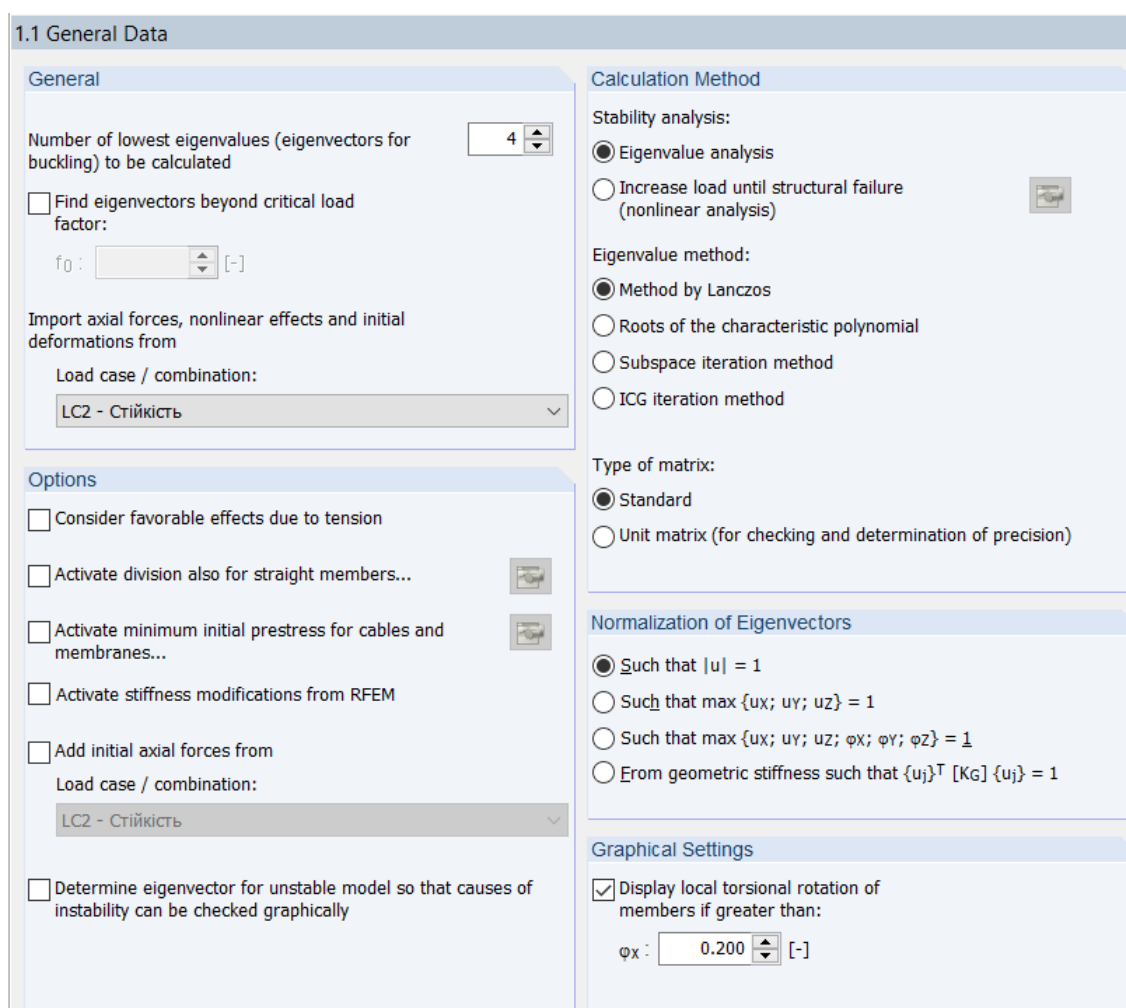 1.1 General Data
General
Number of lowest eigenvalues (eigenvectors for
buckling) to be calculated
4
Find eigenvectors beyond critical load
factor:
f0 : [-]
Import axial forces, nonlinear effects and initial
deformations from
Load case / combination:
LC2 - Стійкість
Options
Consider favorable effects due to tension
Activate division also for straight members...
Activate minimum initial prestress for cables and
membranes...
Activate stiffness modifications from RFEM
Add initial axial forces from
Load case / combination:
LC2 - Стійкість
Determine eigenvector for unstable model so that causes of
instability can be checked graphically
Calculation Method
Stability analysis:
Eigenvalue analysis
Increase load until structural failure
(nonlinear analysis)
Eigenvalue method:
Method by Lanczos
Roots of the characteristic polynomial
Subspace iteration method
ICG iteration method
Type of matrix:
Standard
Unit matrix (for checking and determination of precision)
Normalization of Eigenvectors
Such that |u| = 1
Such that max {uX; uY; uZ} = 1
Such that max {uX; uY; uZ; φX; φY; φZ} = 1
From geometric stiffness such that {uj}T [KG] {uj} = 1
Graphical Settings
Display local torsional rotation of
members if greater than:
φX : 0.200 [-]